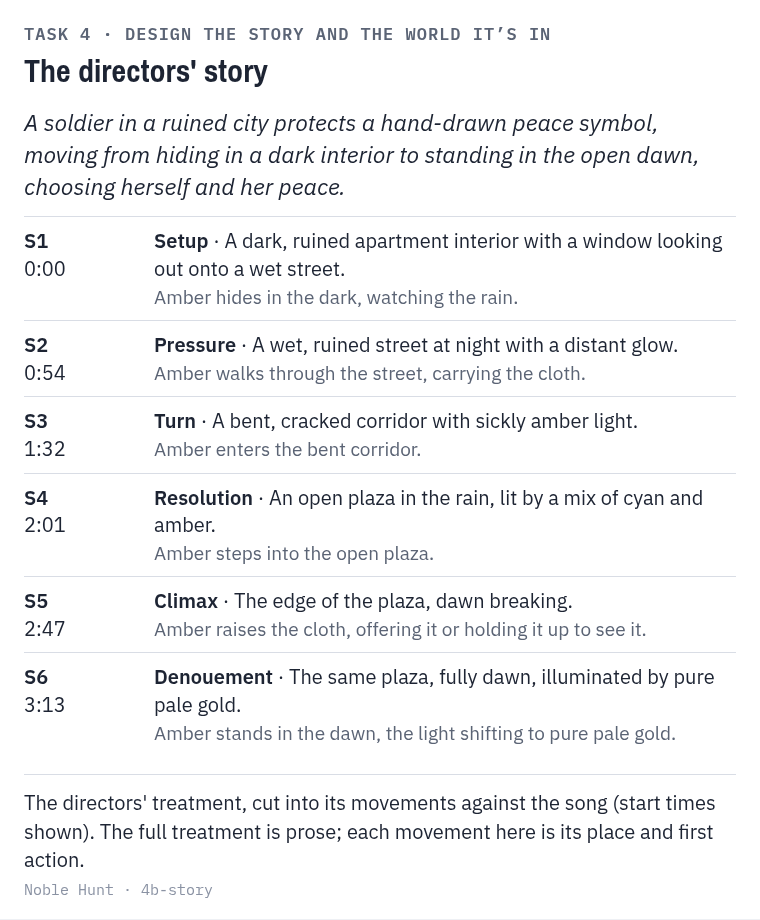 TASK 4 · DESIGN THE STORY AND THE WORLD IT’S IN
The directors' story
A soldier in a ruined city protects a hand-drawn peace symbol,
moving from hiding in a dark interior to standing in the open dawn,
choosing herself and her peace.
S1
0:00
Setup · A dark, ruined apartment interior with a window looking
out onto a wet street.
Amber hides in the dark, watching the rain.
S2
0:54
Pressure · A wet, ruined street at night with a distant glow.
Amber walks through the street, carrying the cloth.
S3
1:32
Turn · A bent, cracked corridor with sickly amber light.
Amber enters the bent corridor.
S4
2:01
Resolution · An open plaza in the rain, lit by a mix of cyan and
amber.
Amber steps into the open plaza.
S5
2:47
Climax · The edge of the plaza, dawn breaking.
Amber raises the cloth, offering it or holding it up to see it.
S6
3:13
Denouement · The same plaza, fully dawn, illuminated by pure
pale gold.
Amber stands in the dawn, the light shifting to pure pale gold.
The directors' treatment, cut into its movements against the song (start times
shown). The full treatment is prose; each movement here is its place and first
action.
Noble Hunt · 4b-story